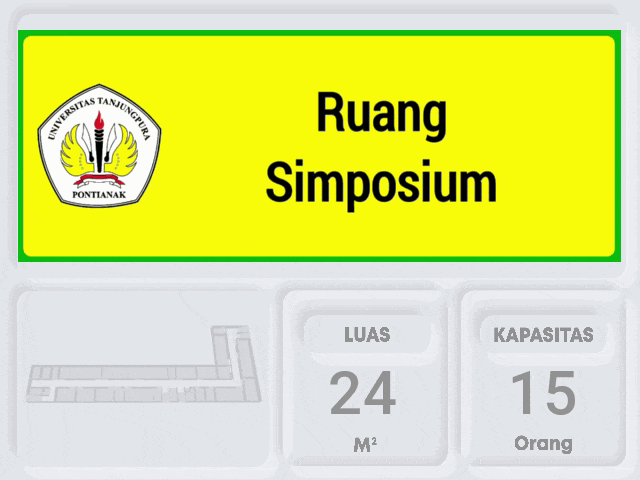 UNIVERSITAS TANJUNGPURA
PONTIANAK
Ruang
Simposium
LUAS
24
M²
KAPASITAS
15
Orang